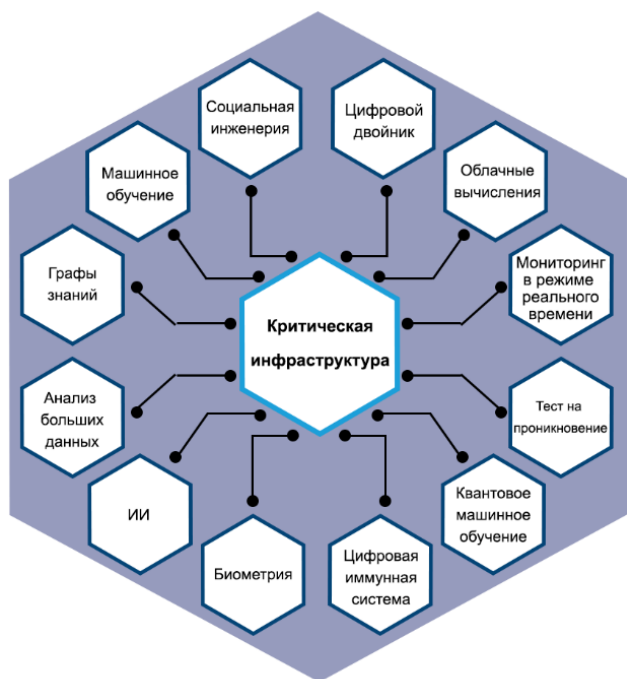 Социальная
инженерия
Цифровой
двойник
Машинное
обучение
Облачные
вычисления
Графы
знаний
Мониторинг
в режиме
реального
времени
Критическая
инфраструктура
Анализ
больших
данных
Тест на
проникновение
ИИ
Квантовое
машинное
обучение
Биометрия
Цифровая
иммунная
система